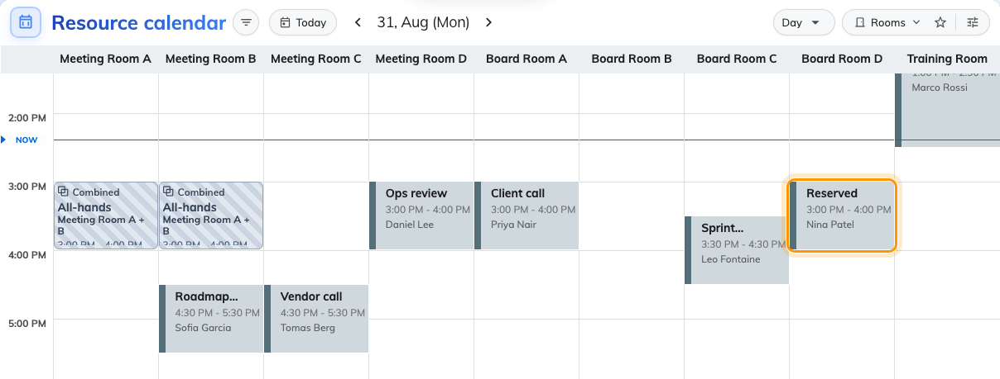 Resource calendar
Today
31, Aug (Mon)
Day
Rooms
Meeting Room A
Meeting Room B
Meeting Room C
Meeting Room D
Board Room A
Board Room B
Board Room C
Board Room D
Training Room
1:00 PM - 2:30 PM
Marco Rossi
2:00 PM
NOW
3:00 PM
Combined
All-hands
Meeting Room A +
B
3:00 PM - 4:00 PM
Combined
All-hands
Meeting Room A +
B
3:00 PM - 4:00 PM
Ops review
3:00 PM - 4:00 PM
Daniel Lee
Client call
3:00 PM - 4:00 PM
Priya Nair
Sprint...
3:30 PM - 4:30 PM
Leo Fontaine
Reserved
3:00 PM - 4:00 PM
Nina Patel
4:00 PM
Roadmap...
4:30 PM - 5:30 PM
Sofia Garcia
Vendor call
4:30 PM - 5:30 PM
Tomas Berg
5:00 PM